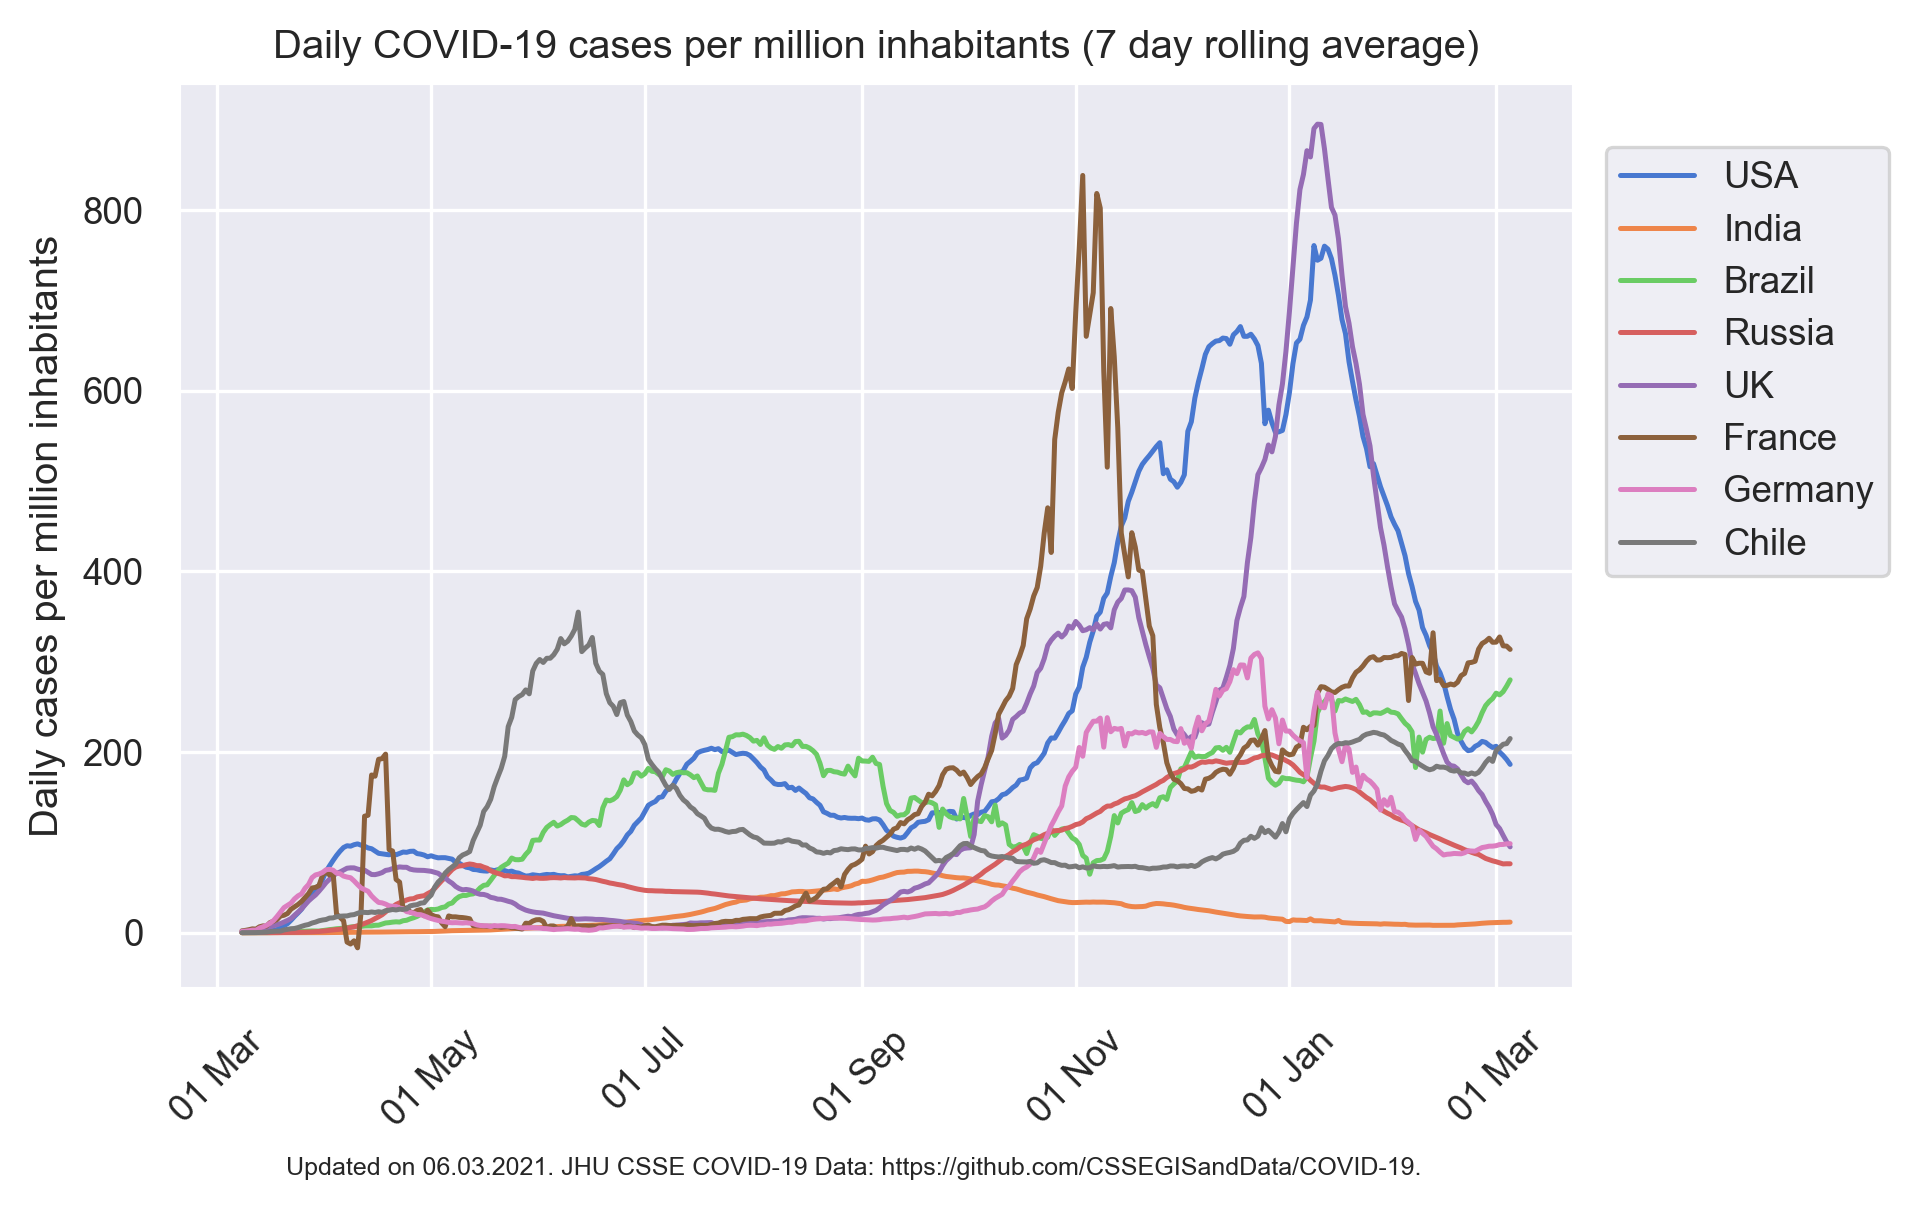 Daily COVID-19 cases per million inhabitants (7 day rolling average)
Daily cases per million inhabitants
800
600
400
200
0
01 Mar
01 May
01 Jul
01 Sep
01 Nov
01 Jan
01 Mar
USA
India
Brazil
Russia
UK
France
Germany
Chile
Updated on 06.03.2021. JHU CSSE COVID-19 Data: https://github.com/CSSEGISandData/COVID-19.